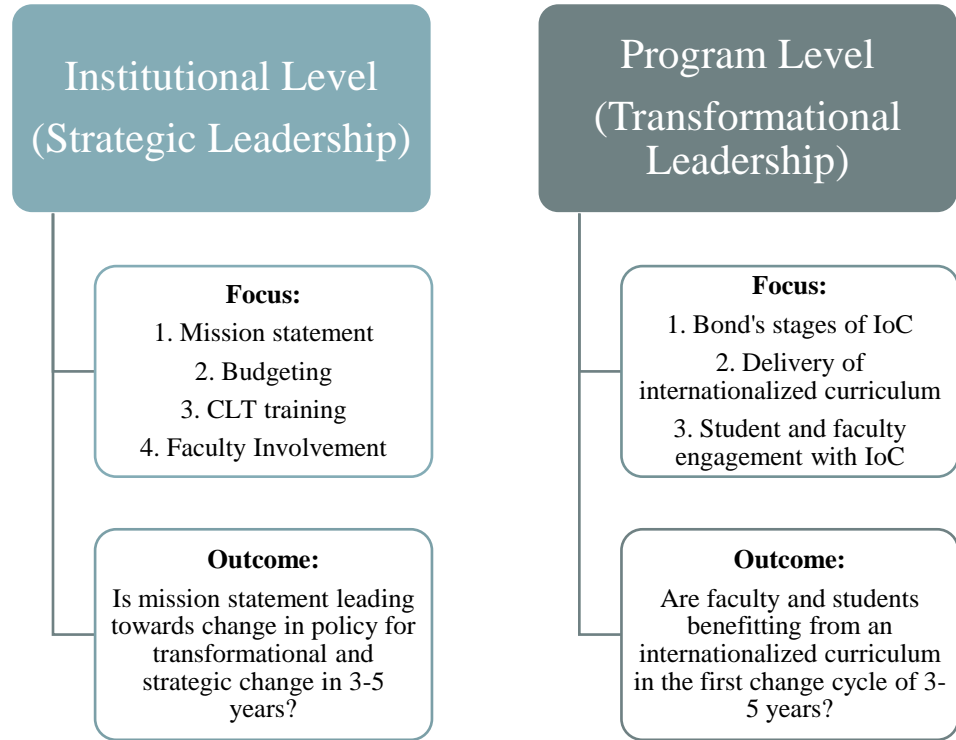 Institutional Level
(Strategic Leadership)
Focus:
1. Mission statement
2. Budgeting
3. CLT training
4. Faculty Involvement
Outcome:
Is mission statement leading
towards change in policy for
transformational and
strategic change in 3-5
years?
Program Level
(Transformational
Leadership)
Focus:
1. Bond's stages of IoC
2. Delivery of
internationalized curriculum
3. Student and faculty
engagement with IoC
Outcome:
Are faculty and students
benefitting from an
internationalized curriculum
in the first change cycle of 3-
5 years?